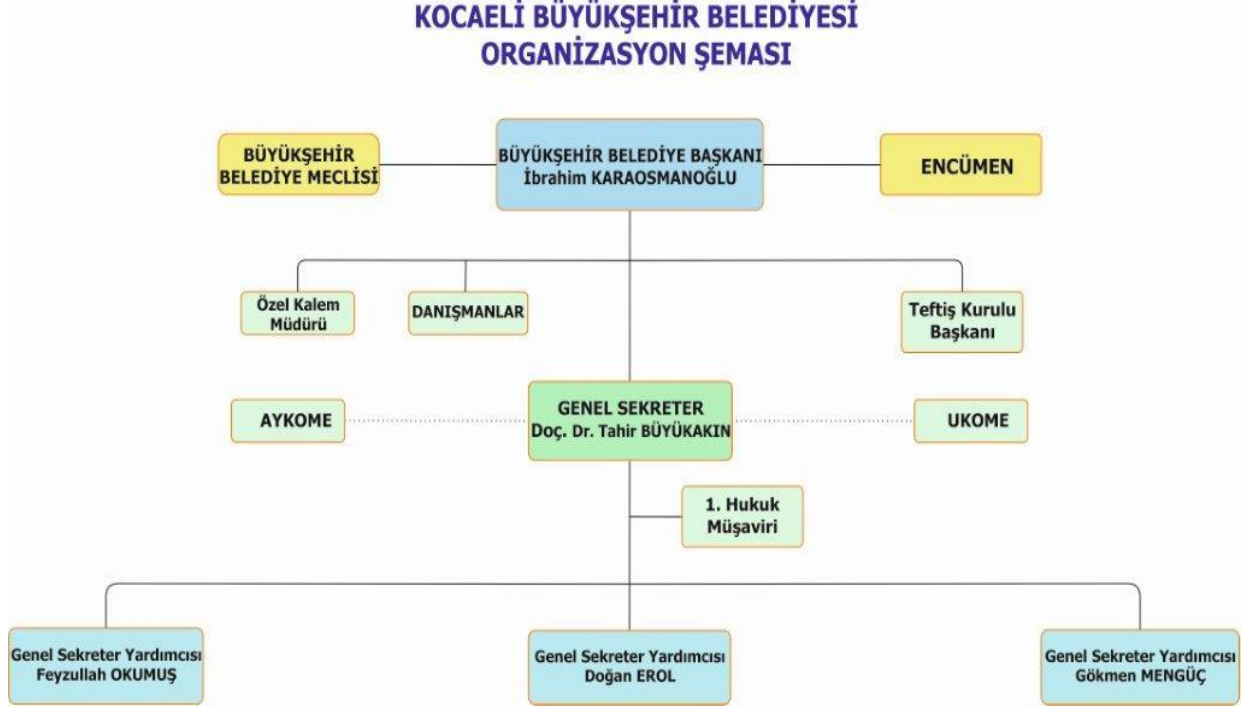 KOCAELİ BÜYÜKŞEHİR BELEDİYESİ
ORGANİZASYON ŞEMASI
BÜYÜKŞEHİR
BELEDİYE MECLİSİ
BÜYÜKŞEHİR BELEDİYE BAŞKANI
İbrahim KARAOSMANOĞLU
ENCÜMEN
Özel Kalem
Müdürü
DANIŞMANLAR
Teftiş Kurulu
Başkanı
AYKOME
GENEL SEKRETER
Doç. Dr. Tahir BÜYÜKAKIN
UKOME
1. Hukuk
Müşaviri
Genel Sekreter Yardımcısı
Feyzullah OKUMUŞ
Genel Sekreter Yardımcısı
Doğan EROL
Genel Sekreter Yardımcısı
Gökmen MENGÜÇ